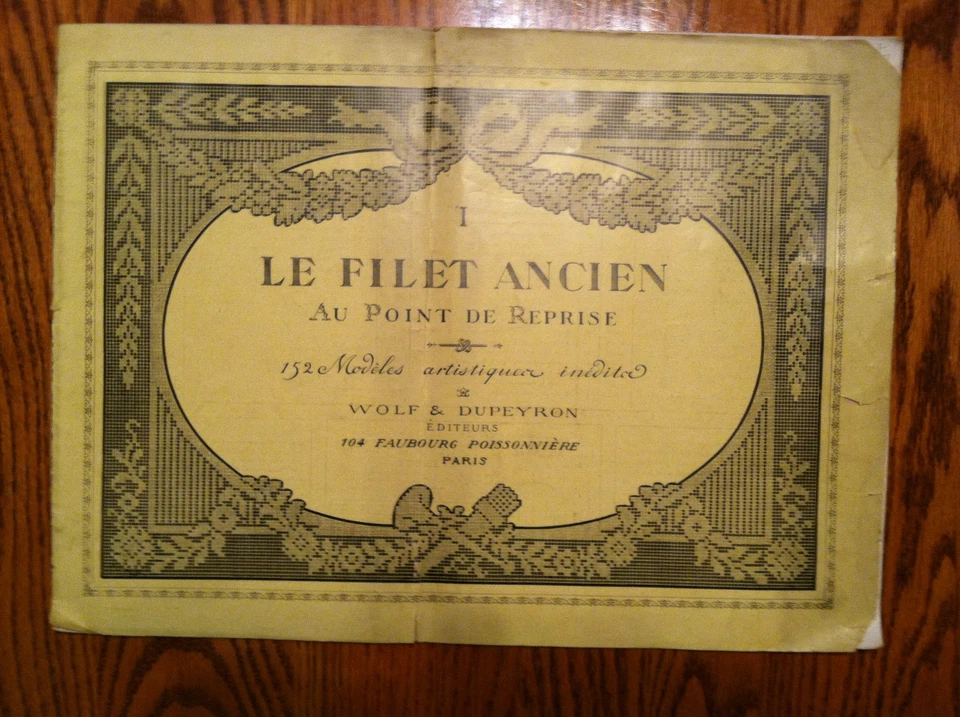 I
LE FILET ANCIEN
AU POINT DE REPRISE
152 Modèles artistiques inédits
WOLF & DUPEYRON
ÉDITEURS
104 FAUBOURG POISSONNIÈRE
PARIS